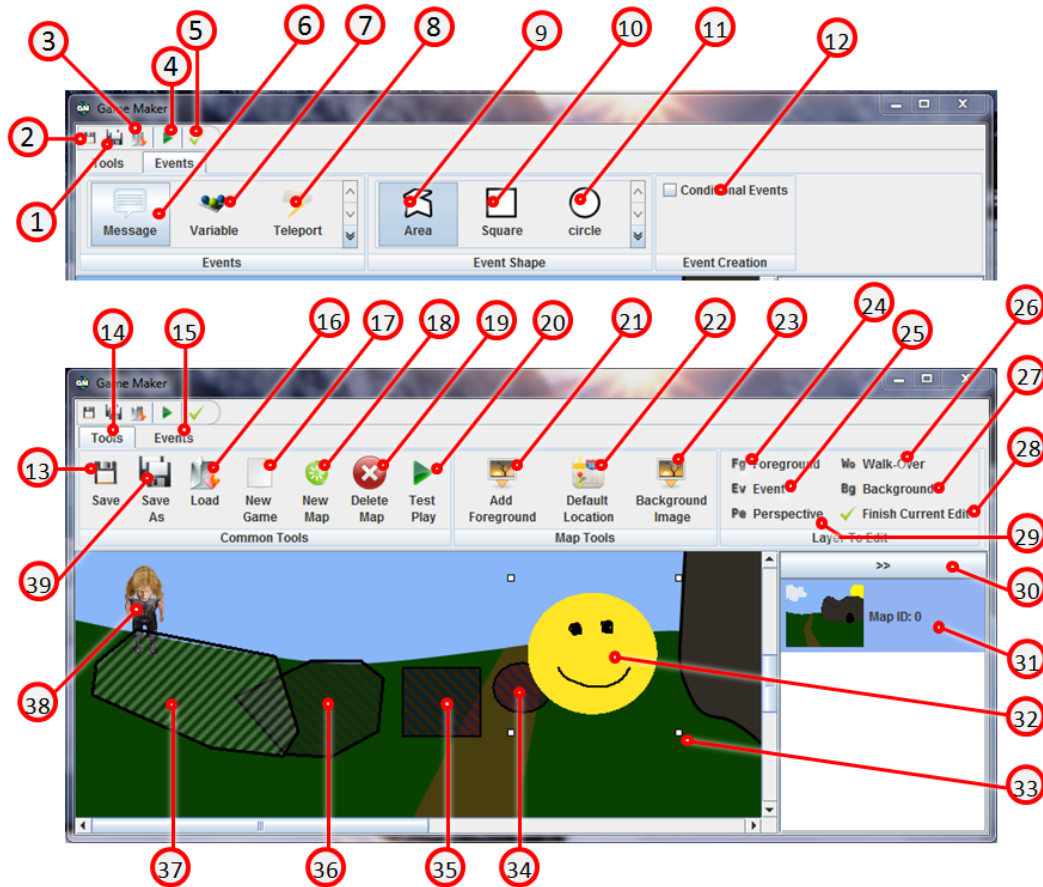 3 5 6 7 8 9 10 11 12
4
2
1
Game Maker
Tools Events
Message Variable Teleport
Events
Area Square circle
Event Shape
Conditional Events
Event Creation
14 15 16 17 18 19 20 21 22 23 24 25 26
27
28
29
30
31
32
33
13
39
38
37 36 35 34
Game Maker
Tools Events
Save
Save As
Load
New Game
New Map
Delete Map
Test Play
Common Tools
Add Foreground
Default Location
Background Image
Map Tools
Fg Foreground Wo Walk-Over
Ev Event Bg Background
Pe Perspective Finish Current Edit
Layer To Edit
>>
Map ID: 0